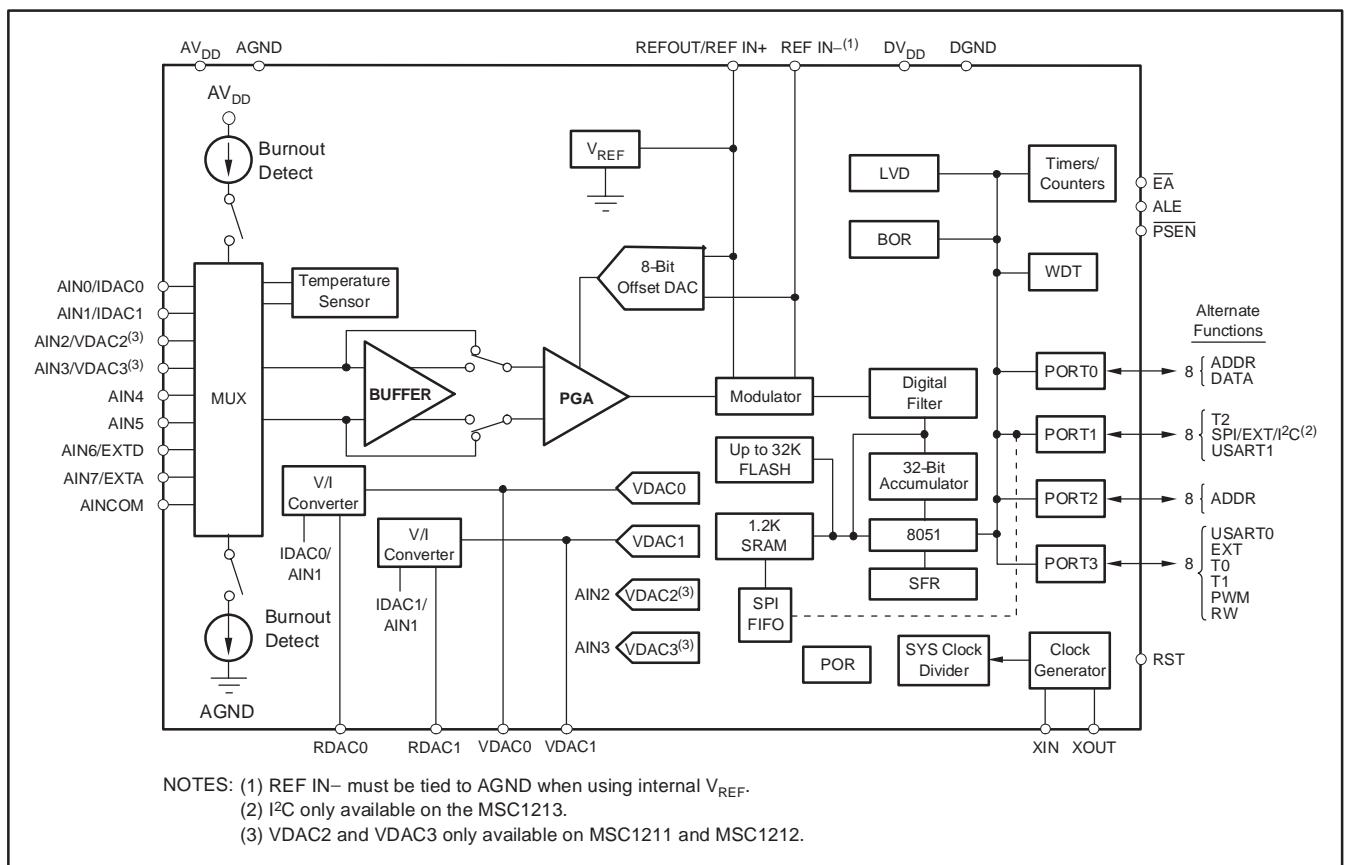 AVDD AGND REFOUT/REF IN+ REF IN−(1) DVDD DGND
AVDD
Burnout
Detect
VREF
LVD
Timers/
Counters
EA
ALE
PSEN
BOR
8-Bit
Offset DAC
WDT
Temperature
Sensor
AIN0/IDAC0
AIN1/IDAC1
AIN2/VDAC2(3)
AIN3/VDAC3(3)
AIN4
AIN5
AIN6/EXTD
AIN7/EXTA
AINCOM
MUX
BUFFER
PGA
Modulator
Digital
Filter
Alternate
Functions
PORT0
8
ADDR
DATA
PORT1
8
T2
SPI/EXT/I2C(2)
USART1
PORT2
8
ADDR
PORT3
8
USART0
EXT
T0
T1
PWM
RW
Up to 32K
FLASH
32-Bit
Accumulator
1.2K
SRAM
8051
SFR
SPI
FIFO
V/I
Converter
IDAC0/
AIN1
V/I
Converter
IDAC1/
AIN1
VDAC0
VDAC1
AIN2 VDAC2(3)
AIN3 VDAC3(3)
Burnout
Detect
AGND
POR
SYS Clock
Divider
Clock
Generator
RST
RDAC0 RDAC1 VDAC0 VDAC1 XIN XOUT
NOTES: (1) REF IN− must be tied to AGND when using internal VREF.
(2) I2C only available on the MSC1213.
(3) VDAC2 and VDAC3 only available on MSC1211 and MSC1212.